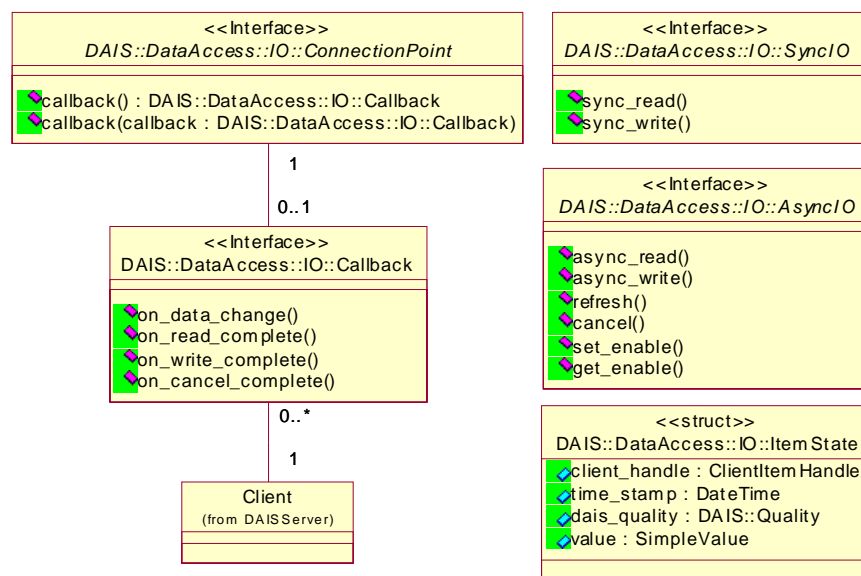 <<Interface>>
DAIS::DataAccess::IO::ConnectionPoint
callback() : DAIS::DataAccess::IO::Callback
callback(callback : DAIS::DataAccess::IO::Callback)
1
0..1
<<Interface>>
DAIS::DataAccess::IO::Callback
on_data_change()
on_read_complete()
on_write_complete()
on_cancel_complete()
0..*
1
Client
(from DAISServer)
<<Interface>>
DAIS::DataAccess::IO::SyncIO
sync_read()
sync_write()
<<Interface>>
DAIS::DataAccess::IO::AsyncIO
async_read()
async_write()
refresh()
cancel()
set_enable()
get_enable()
<<struct>>
DAIS::DataAccess::IO::ItemState
client_handle : ClientItemHandle
time_stamp : DateTime
dais_quality : DAIS::Quality
value : SimpleValue